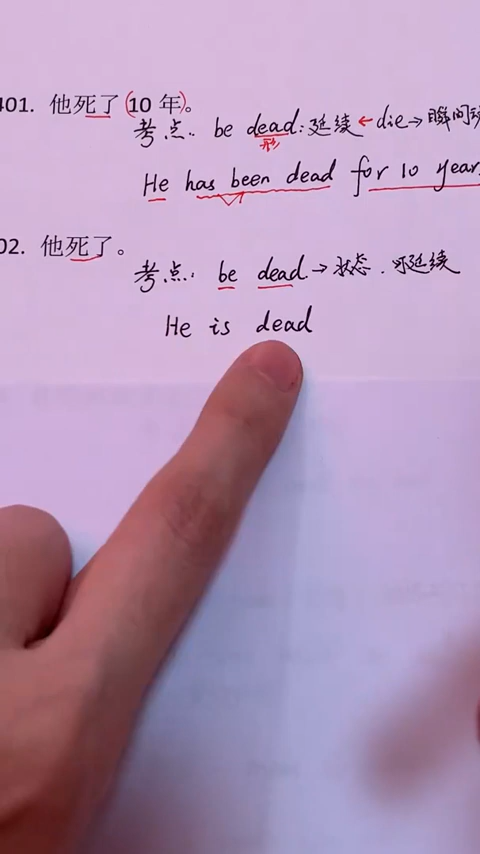 401. 他死了(10年)。
考点: be dead:延续←die→瞬间
形
He has been dead for 10 year
02. 他死了。
考点: be dead→状态.可延续
He is dead